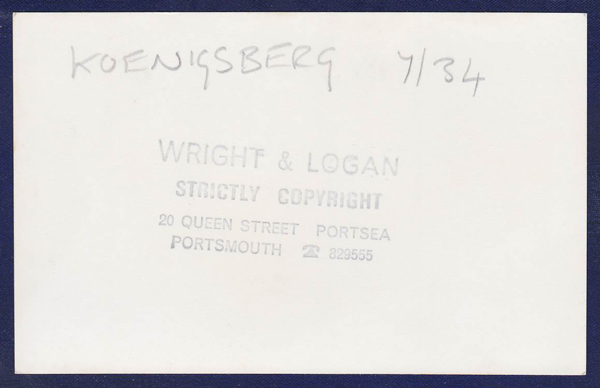 KOENIGSBERG 7/34
WRIGHT & LOGAN
STRICTLY COPYRIGHT
20 QUEEN STREET PORTSEA
PORTSMOUTH ☎ 829555